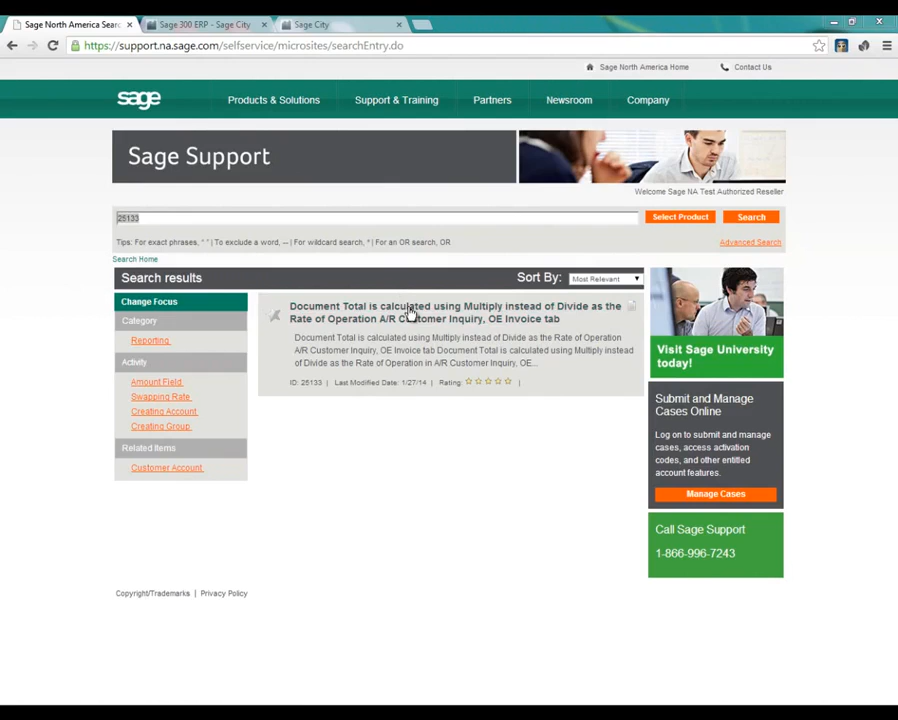 Sage North America Sear
Sage 300 ERP - Sage City
Sage City
https://support.na.sage.com/selfservice/microsites/searchEntry.do
Sage North America Home
Contact Us
sage
Products & Solutions
Support & Training
Partners
Newsroom
Company
Sage Support
Welcome Sage NA Test Authorized Reseller
25133
Select Product
Search
Tips: For exact phrases, " " | To exclude a word, -- | For wildcard search, * | For an OR search, OR
Advanced Search
Search Home
Search results
Sort By:
Most Relevant
Change Focus
Category
Reporting
Activity
Amount Field
Swapping Rate
Creating Account
Creating Group
Related Items
Customer Account
Document Total is calculated using Multiply instead of Divide as the
Rate of Operation A/R Customer Inquiry, OE Invoice tab
Document Total is calculated using Multiply instead of Divide as the Rate of Operation
A/R Customer Inquiry, OE Invoice tab Document Total is calculated using Multiply instead
of Divide as the Rate of Operation in A/R Customer Inquiry, OE...
ID: 25133 | Last Modified Date: 1/27/14 | Rating: |
Visit Sage University
today!
Submit and Manage
Cases Online
Log on to submit and manage
cases, access activation
codes, and other entitled
account features.
Manage Cases
Call Sage Support
1-866-996-7243
Copyright/Trademarks | Privacy Policy